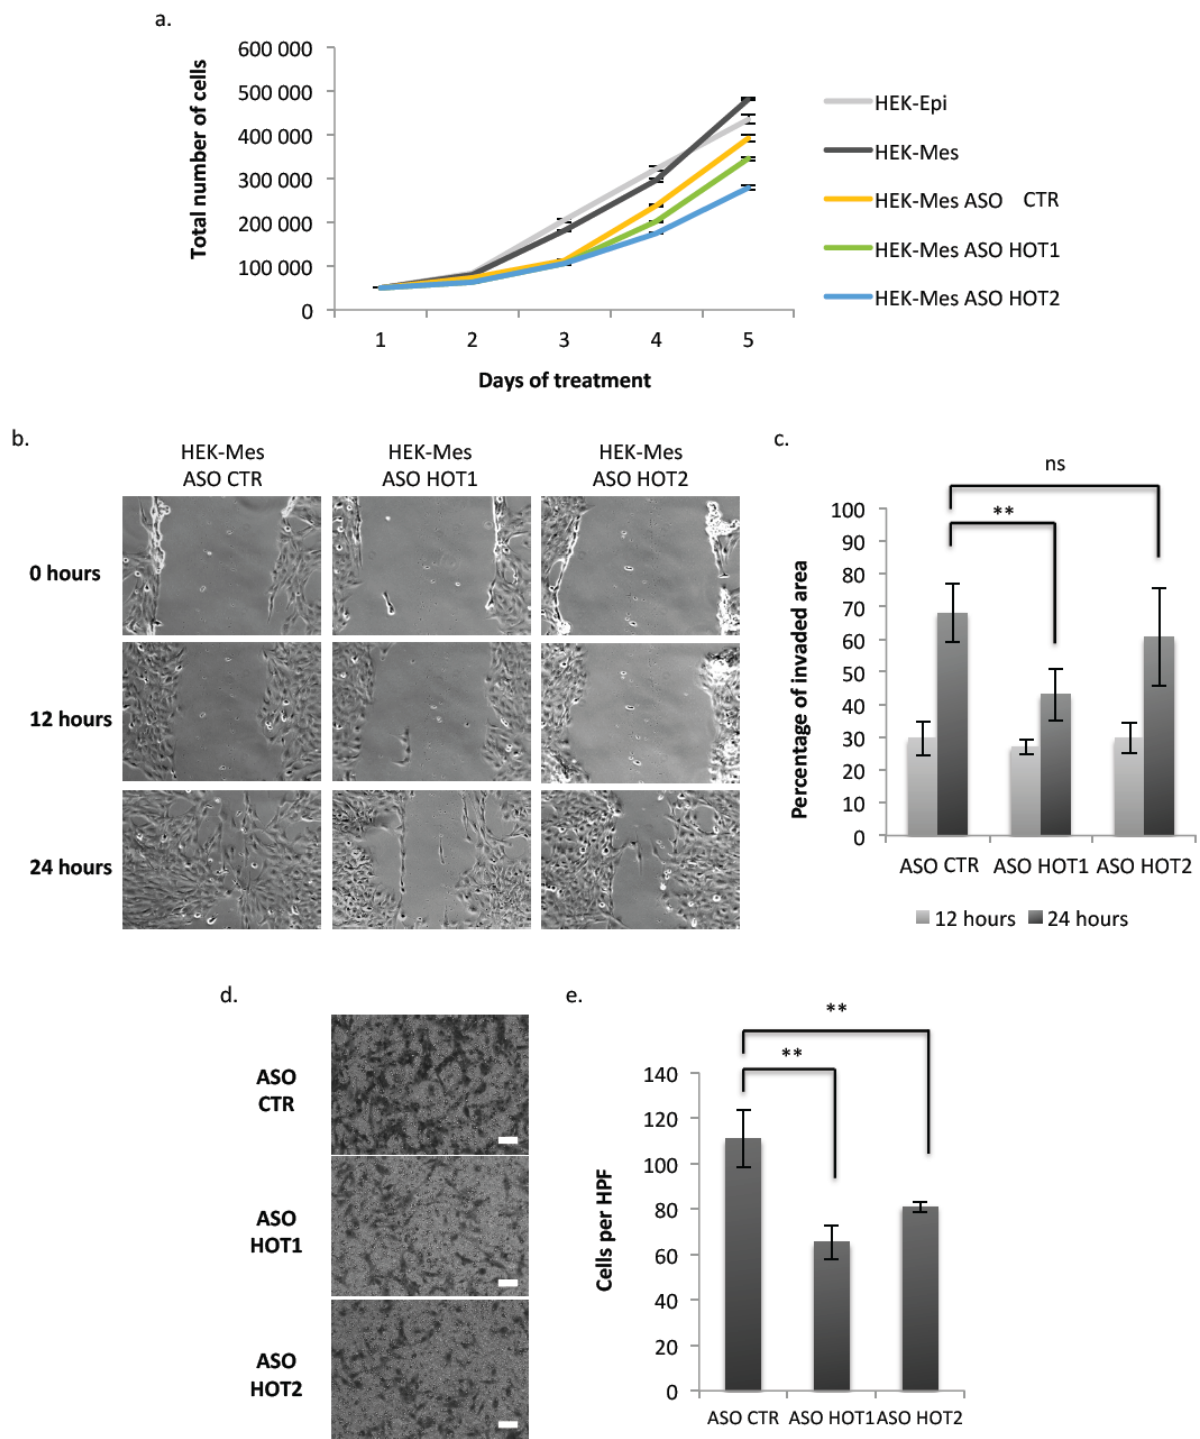 a.
600 000
500 000
400 000
300 000
200 000
100 000
0
Total number of cells
1 2 3 4 5
Days of treatment
HEK-Epi
HEK-Mes
HEK-Mes ASO CTR
HEK-Mes ASO HOT1
HEK-Mes ASO HOT2
b.
HEK-Mes
ASO CTR
HEK-Mes
ASO HOT1
HEK-Mes
ASO HOT2
0 hours
12 hours
24 hours
c.
ns
**
100
90
80
70
60
50
40
30
20
10
0
Percentage of invaded area
ASO CTR ASO HOT1 ASO HOT2
12 hours 24 hours
d.
ASO
CTR
ASO
HOT1
ASO
HOT2
e.
**
**
140
120
100
80
60
40
20
0
Cells per HPF
ASO CTR ASO HOT1 ASO HOT2